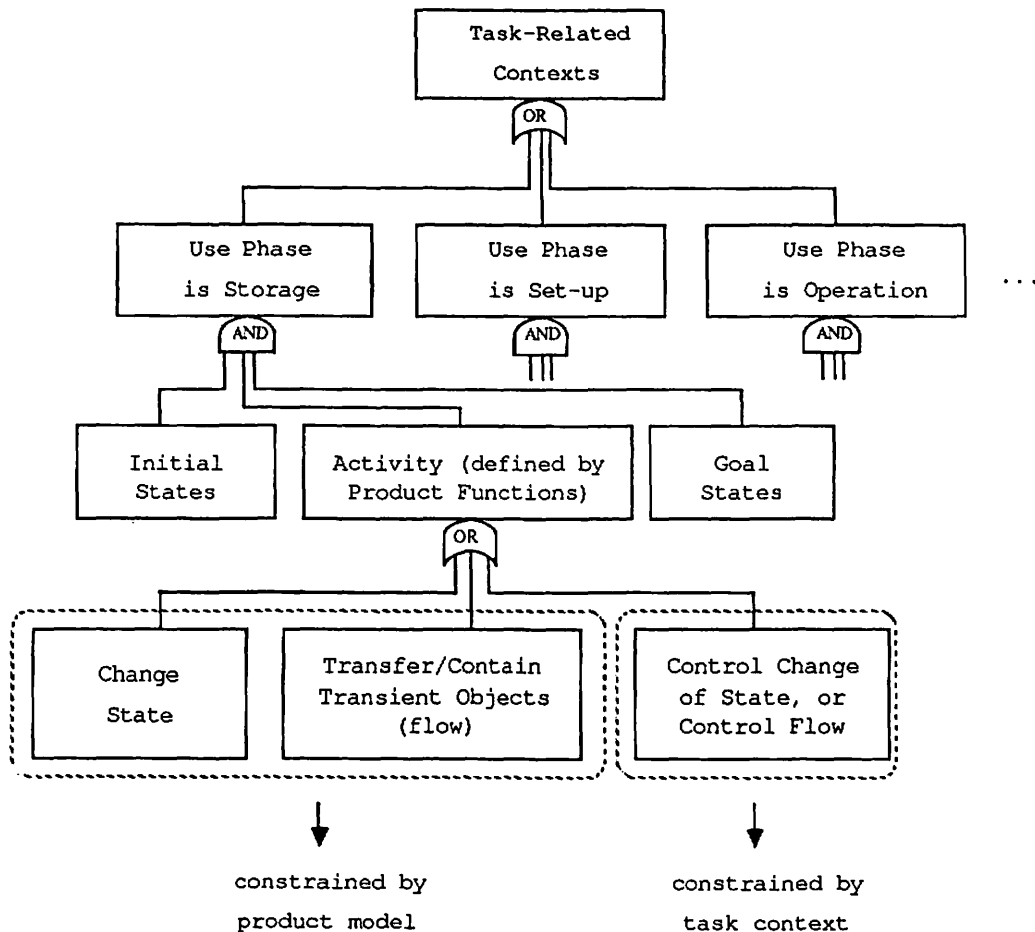 Task-Related
Contexts
OR
Use Phase
is Storage
Use Phase
is Set-up
Use Phase
is Operation
...
AND
AND
AND
Initial
States
Activity (defined by
Product Functions)
Goal
States
OR
Change
State
Transfer/Contain
Transient Objects
(flow)
Control Change
of State, or
Control Flow
constrained by
product model
constrained by
task context